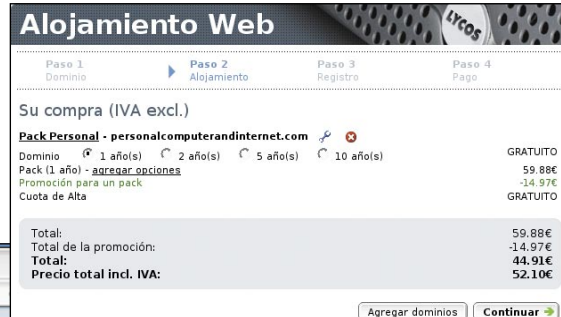 Alojamiento Web
LYCOS
Paso 1
Dominio
Paso 2
Alojamiento
Paso 3
Registro
Paso 4
Pago
Su compra (IVA excl.)
Pack Personal - personalcomputerandinternet.com
Dominio 1 año(s) 2 año(s) 5 año(s) 10 año(s) GRATUITO
Pack (1 año) - agregar opciones 59.88€
Promoción para un pack -14.97€
Cuota de Alta GRATUITO
Total: 59.88€
Total de la promoción: -14.97€
Total: 44.91€
Precio total incl. IVA: 52.10€
Agregar dominios Continuar